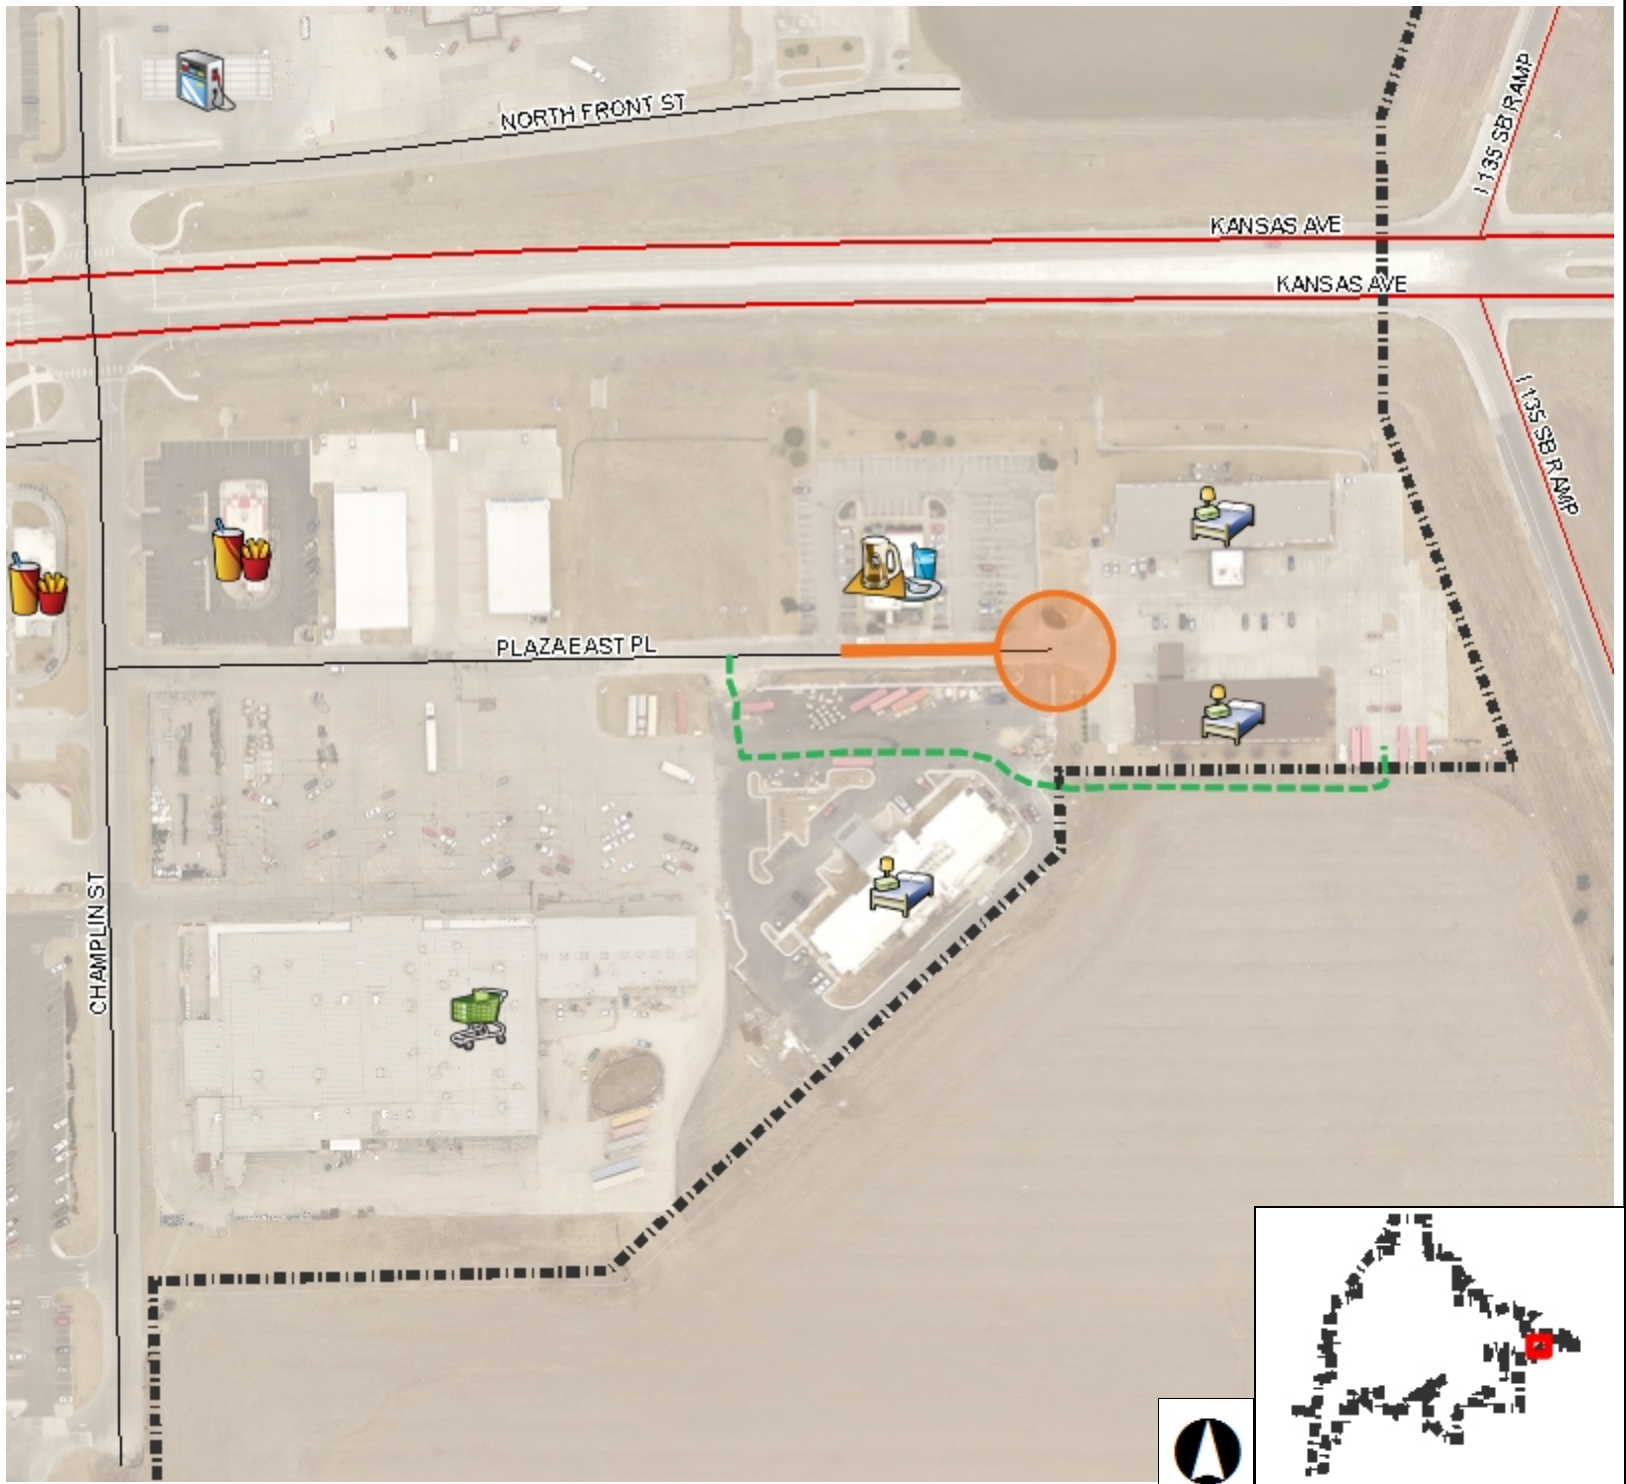 I 135 SB RAMP
NORTH FRONT ST
KANSAS AVE
KANSAS AVE
I 135 SB RAMP
PLAZA EAST PL
CHAMPLIN ST